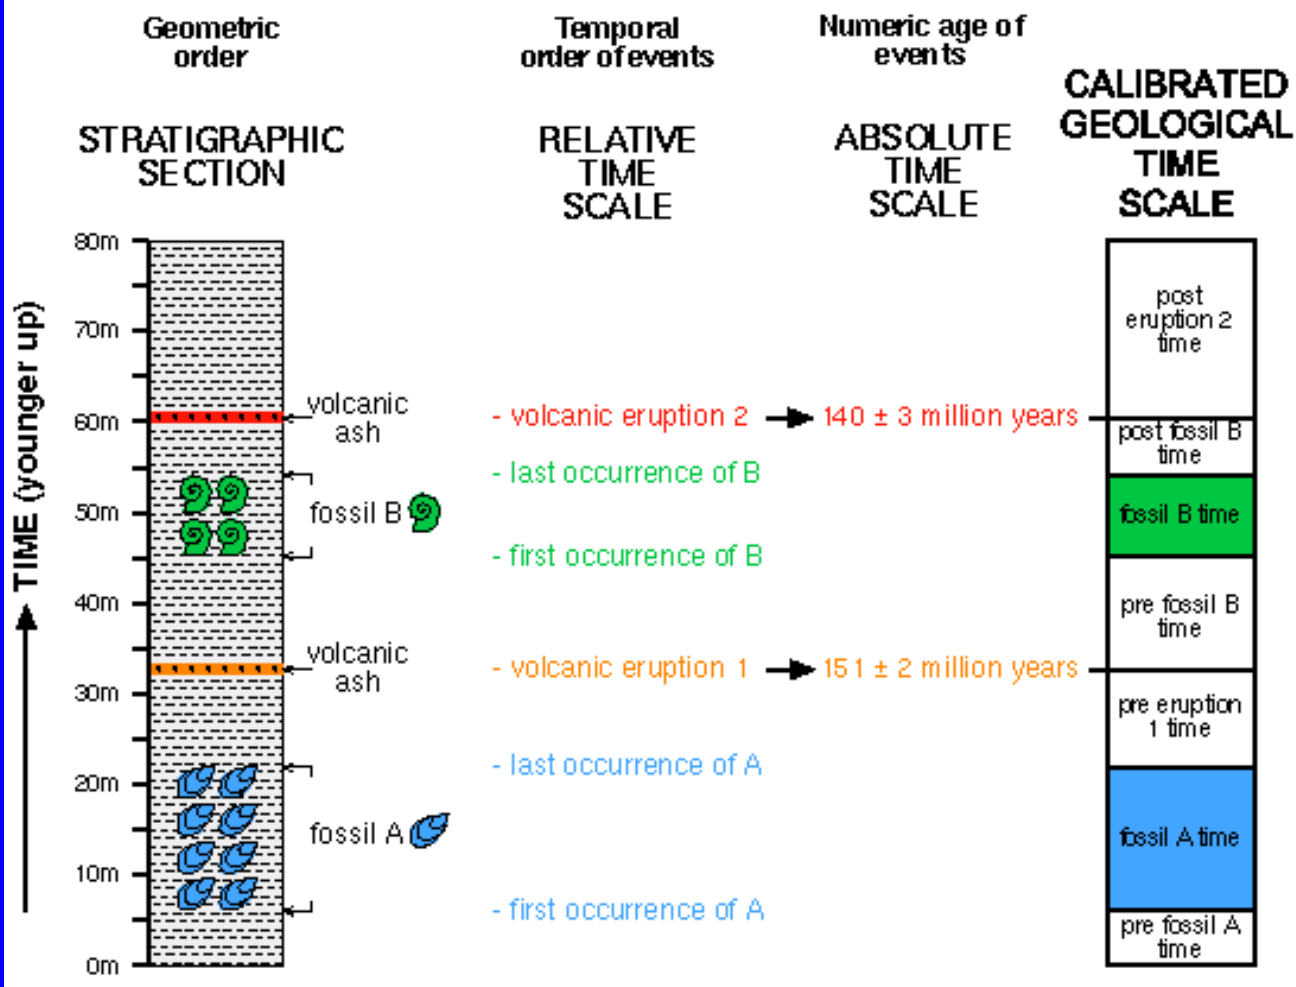 Geometric
order
Temporal
order of events
Numeric age of
events
STRATIGRAPHIC
SECTION
RELATIVE
TIME
SCALE
ABSOLUTE
TIME
SCALE
CALIBRATED
GEOLOGICAL
TIME
SCALE
TIME (younger up)
80m
70m
60m
50m
40m
30m
20m
10m
0m
volcanic
ash
fossil B
volcanic
ash
fossil A
- volcanic eruption 2
- last occurrence of B
- first occurrence of B
- volcanic eruption 1
- last occurrence of A
- first occurrence of A
140 ± 3 million years
151 ± 2 million years
post
eruption 2
time
post fossil B
time
fossil B time
pre fossil B
time
pre eruption
1 time
fossil A time
pre fossil A
time